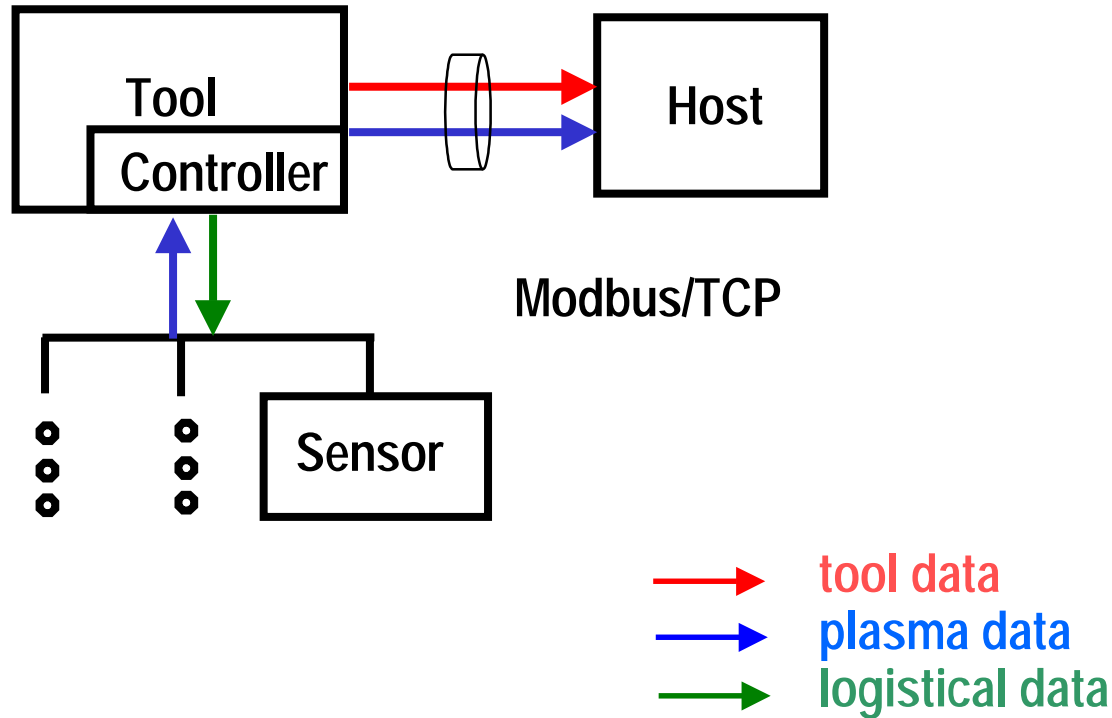 Tool
Host
Controller
Modbus/TCP
Sensor
tool data
plasma data
logistical data